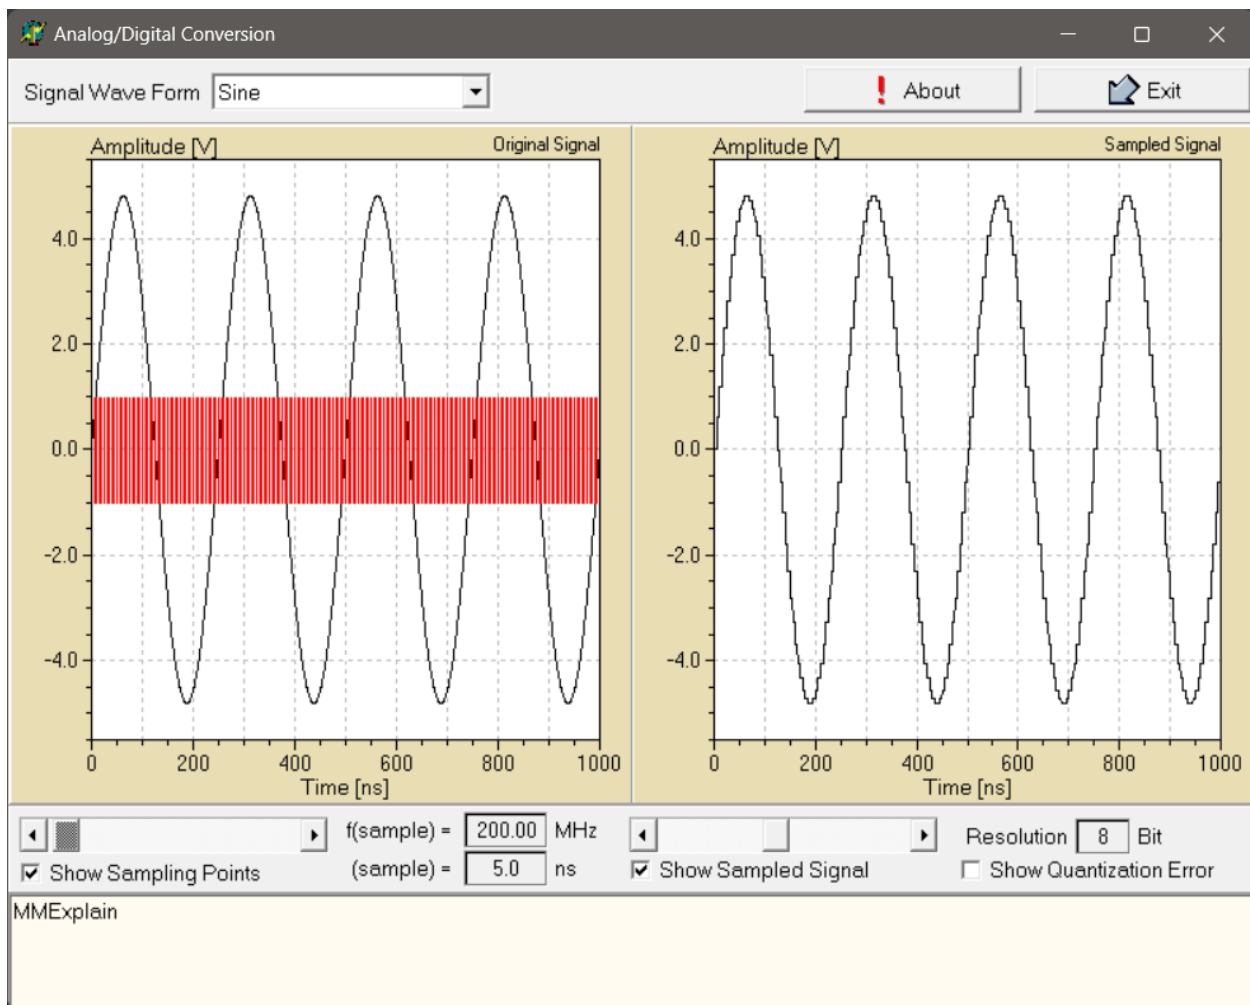 Analog/Digital Conversion
Signal Wave Form Sine
About
Exit
Amplitude [V] Original Signal
4.0
2.0
0.0
-2.0
-4.0
0 200 400 600 800 1000
Time [ns]
Amplitude [V] Sampled Signal
4.0
2.0
0.0
-2.0
-4.0
0 200 400 600 800 1000
Time [ns]
f(sample) = 200.00 MHz
Show Sampling Points
(sample) = 5.0 ns
Resolution 8 Bit
Show Sampled Signal
Show Quantization Error
MMExplain